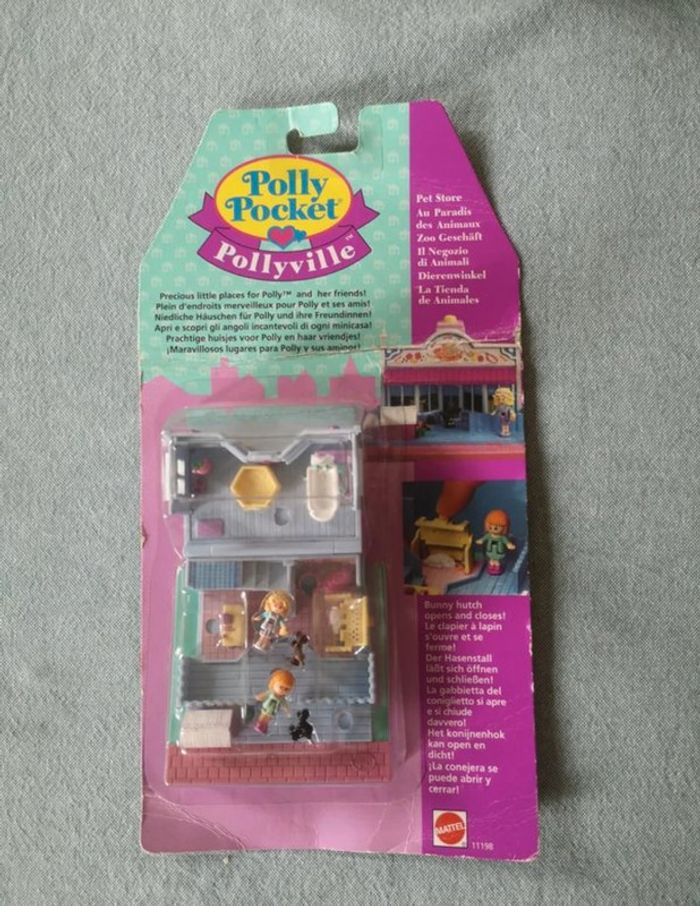 Polly
Pocket
Pollyville™
Precious little places for Polly™ and her friends!
Plein d'endroits merveilleux pour Polly et ses amis!
Niedliche Häuschen für Polly und ihre Freundinnen!
Apri e scopri gli angoli incantevoli di ogni minicasa!
Prachtige huisjes voor Polly en haar vriendjes!
¡Maravillosos lugares para Polly y sus amigos!
Pet Store
Au Paradis
des Animaux
Zoo Geschäft
Il Negozio
di Animali
Dierenwinkel
La Tienda
de Animales
Bunny hutch
opens and closes!
Le clapier à lapin
s'ouvre et se
ferme!
Der Hasenstall
läßt sich öffnen
und schließen!
La gabbietta del
coniglietto si apre
e si chiude
davvero!
Het konijnenhok
kan open en
dicht!
¡La conejera se
puede abrir y
cerrar!
MATTEL
11198